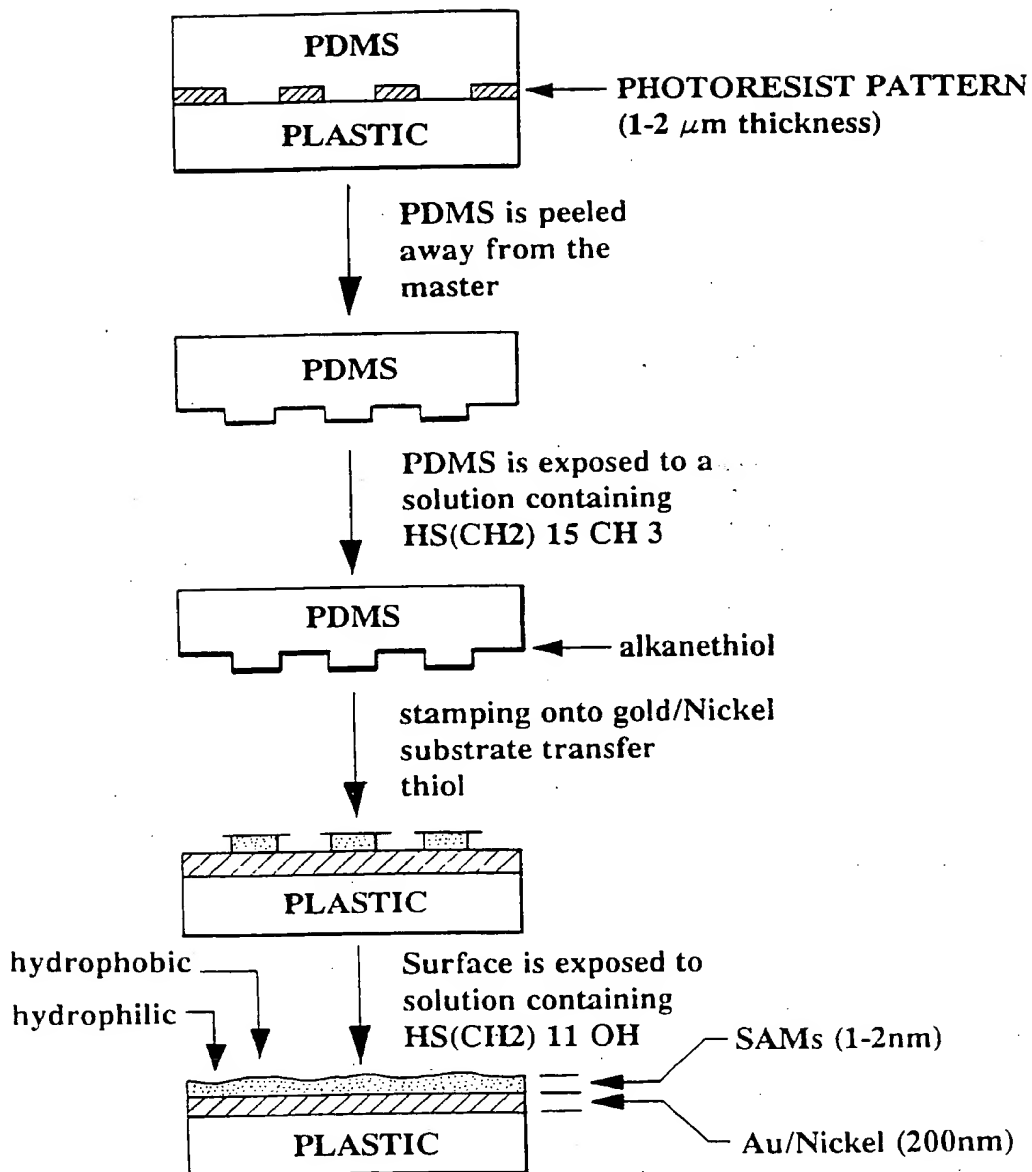 PDMS
PHOTORESIST PATTERN
(1-2 μm thickness)
PLASTIC
PDMS is peeled
away from the
master
PDMS
PDMS is exposed to a
solution containing
HS(CH2) 15 CH 3
PDMS
alkanethiol
stamping onto gold/Nickel
substrate transfer
thiol
PLASTIC
hydrophobic
hydrophilic
Surface is exposed to
solution containing
HS(CH2) 11 OH
SAMs (1-2nm)
Au/Nickel (200nm)
PLASTIC